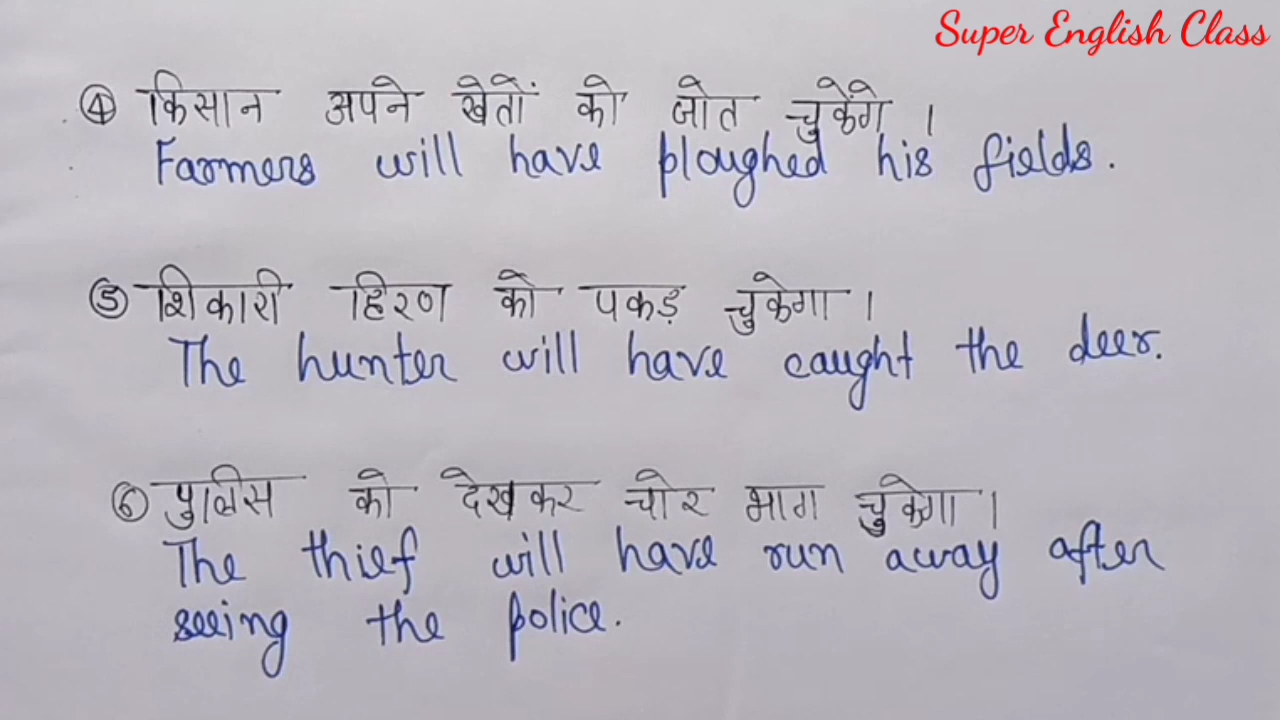 Super English Class
④ किसान अपने खेतों को जोत चुकेंगे ।
Farmers will have ploughed his fields.
⑤ शिकारी हिरण को पकड़ चुकेगा ।
The hunter will have caught the deer.
⑥ पुलिस को देखकर चोर भाग चुकेगा ।
The thief will have run away after
seeing the police.